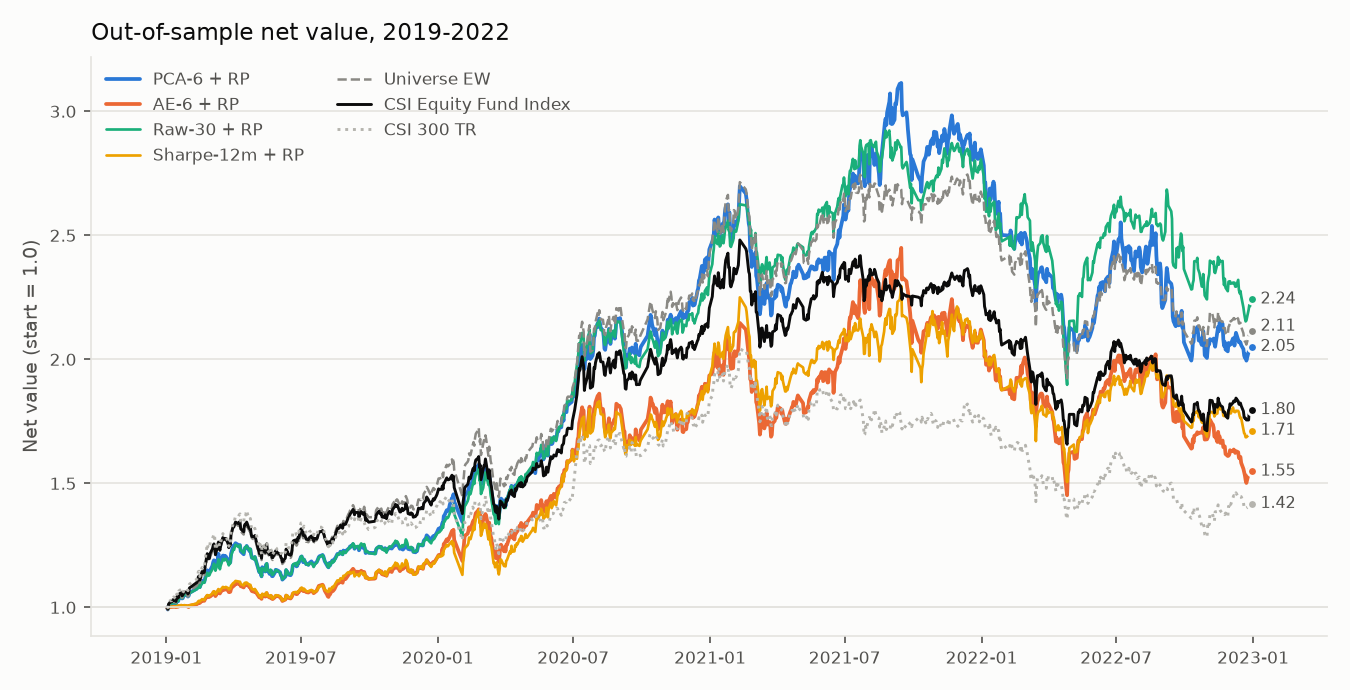 Out-of-sample net value, 2019-2022
PCA-6 + RP
AE-6 + RP
Raw-30 + RP
Sharpe-12m + RP
Universe EW
CSI Equity Fund Index
CSI 300 TR
Net value (start = 1.0)
3.0
2.5
2.0
1.5
1.0
2.24
2.11
2.05
1.80
1.71
1.55
1.42
2019-01
2019-07
2020-01
2020-07
2021-01
2021-07
2022-01
2022-07
2023-01